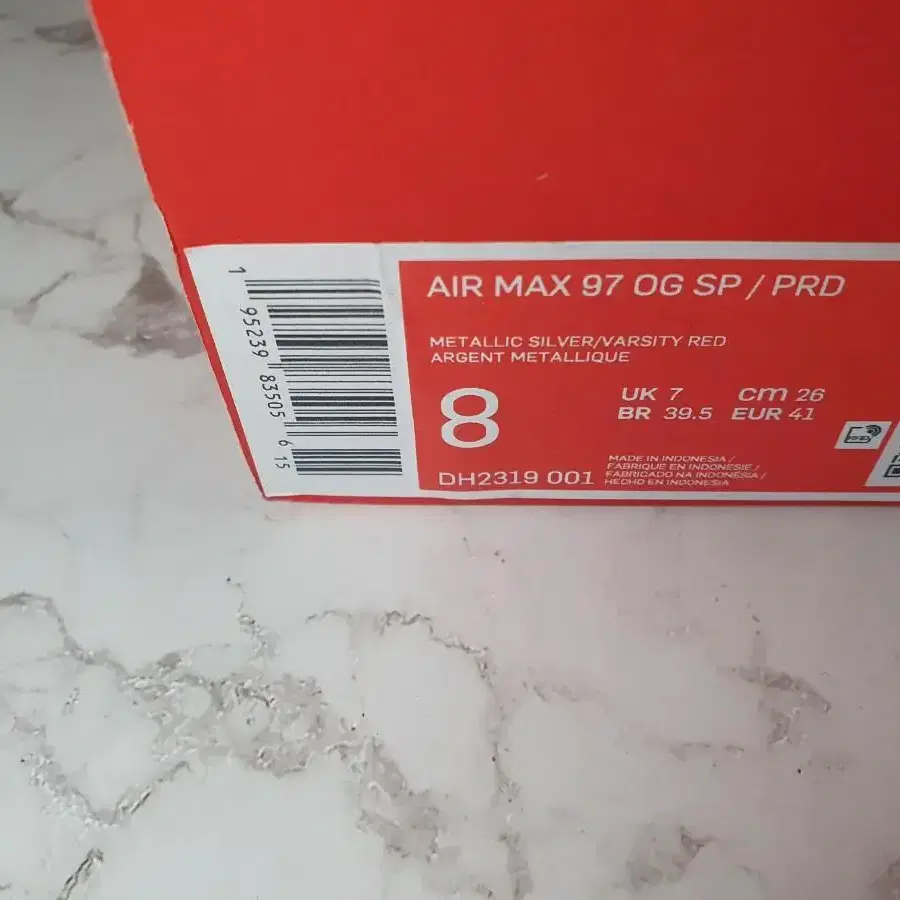 1 95239 83505 6 15
AIR MAX 97 OG SP / PRD
METALLIC SILVER/VARSITY RED
ARGENT METALLIQUE
8
UK 7 cm 26
BR 39.5 EUR 41
DH2319 001
MADE IN INDONESIA /
FABRIQUE EN INDONESIE /
FABRICADO NA INDONÉSIA /
HECHO EN INDONESIA